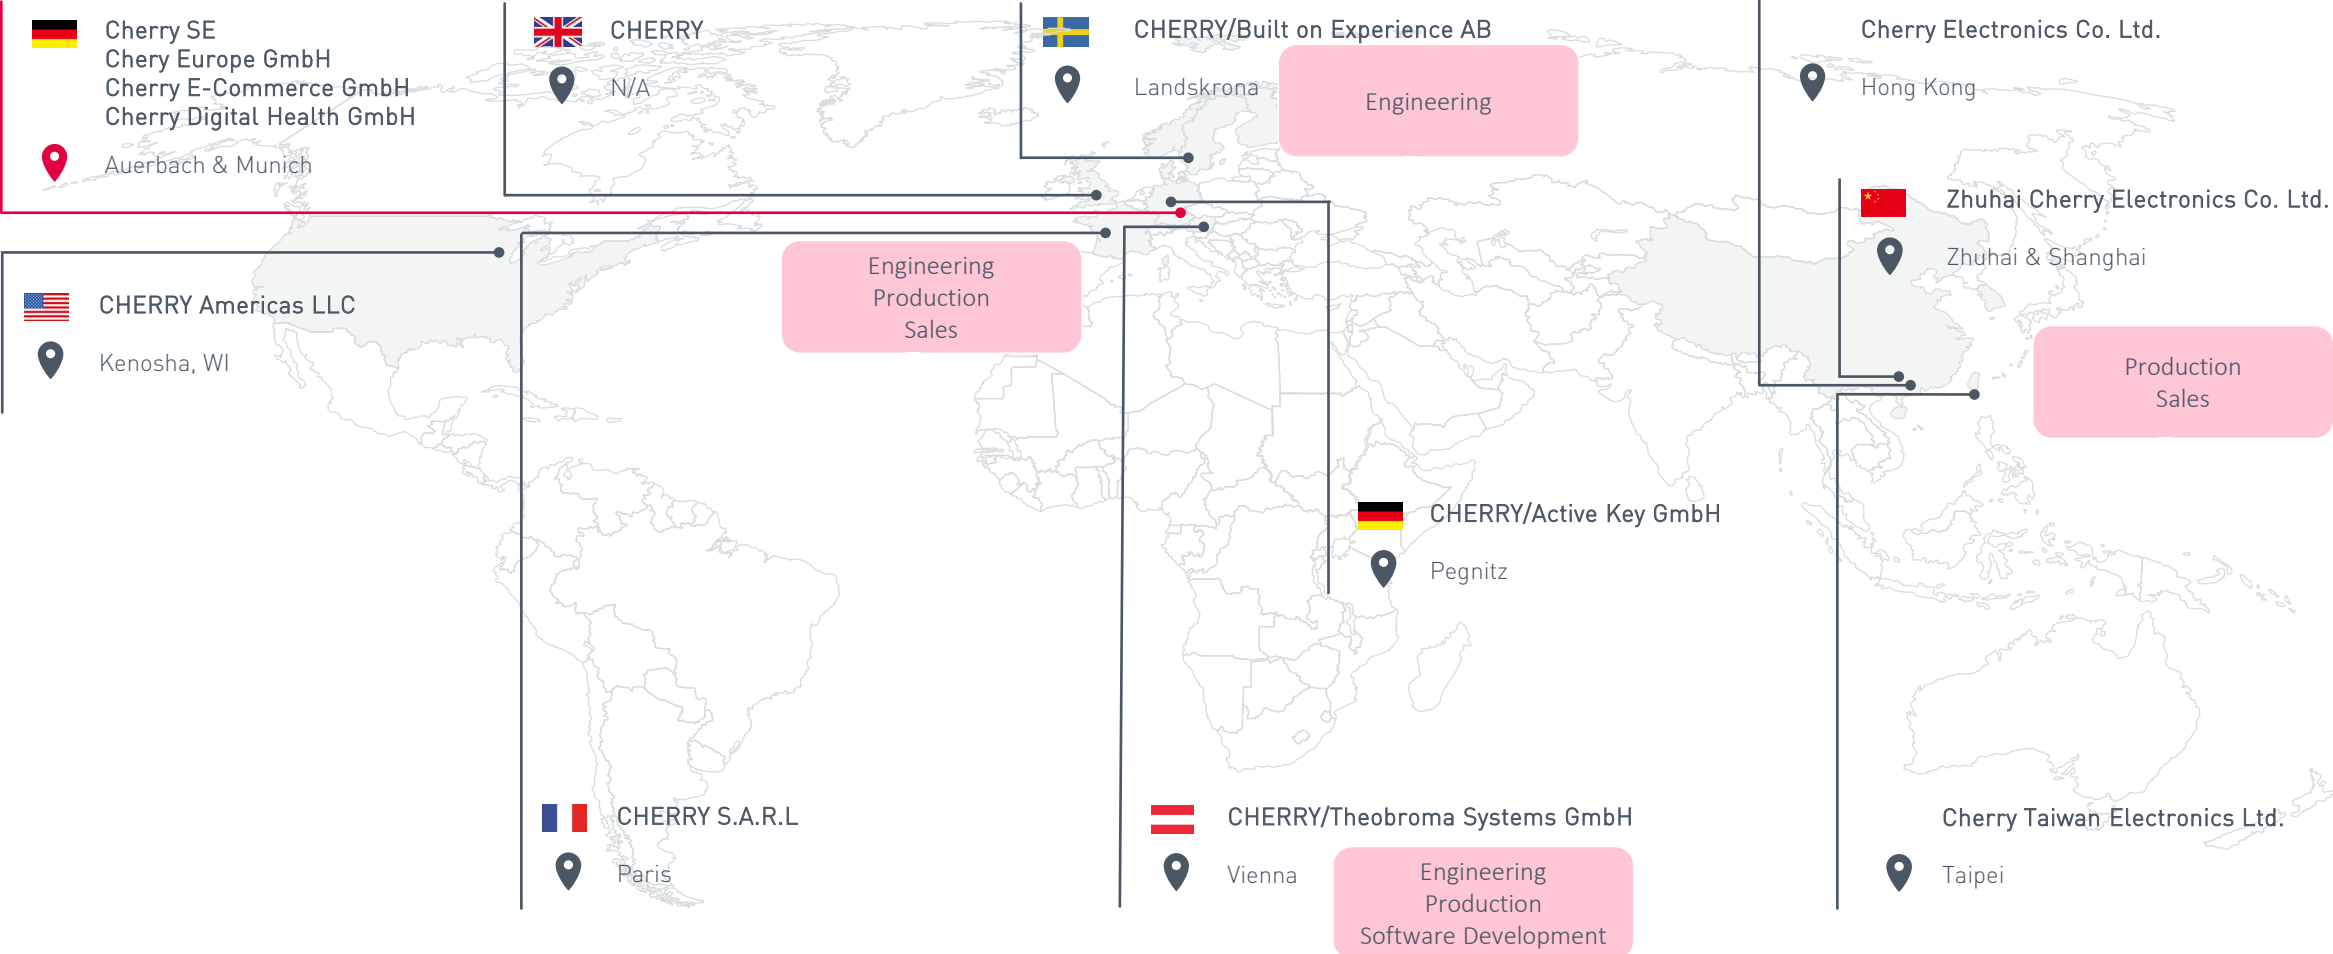 Cherry SE
Chery Europe GmbH
Cherry E-Commerce GmbH
Cherry Digital Health GmbH
Auerbach & Munich
CHERRY
N/A
CHERRY/Built on Experience AB
Landskrona
Engineering
Cherry Electronics Co. Ltd.
Hong Kong
Zhuhai Cherry Electronics Co. Ltd.
Zhuhai & Shanghai
CHERRY Americas LLC
Kenosha, WI
Engineering
Production
Sales
Production
Sales
CHERRY/Active Key GmbH
Pegnitz
CHERRY S.A.R.L
Paris
CHERRY/Theobroma Systems GmbH
Vienna
Engineering
Production
Software Development
Cherry Taiwan Electronics Ltd.
Taipei